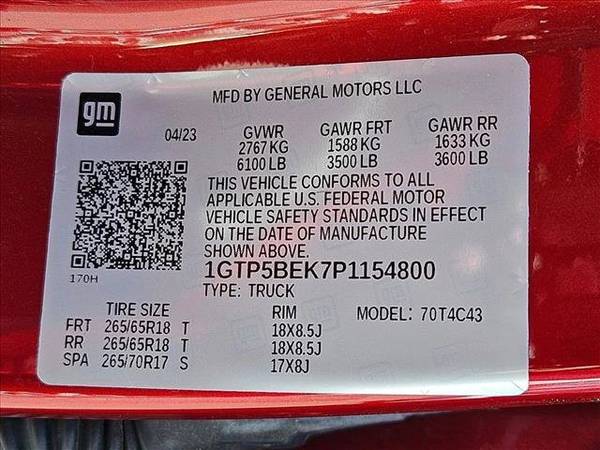 gm
MFD BY GENERAL MOTORS LLC
04/23 GVWR GAWR FRT GAWR RR
2767 KG 1588 KG 1633 KG
6100 LB 3500 LB 3600 LB
THIS VEHICLE CONFORMS TO ALL
APPLICABLE U.S. FEDERAL MOTOR
VEHICLE SAFETY STANDARDS IN EFFECT
ON THE DATE OF MANUFACTURE
SHOWN ABOVE.
170H
1GTP5BEK7P1154800
TYPE: TRUCK
TIRE SIZE RIM MODEL: 70T4C43
FRT 265/65R18 T 18X8.5J
RR 265/65R18 T 18X8.5J
SPA 265/70R17 S 17X8J